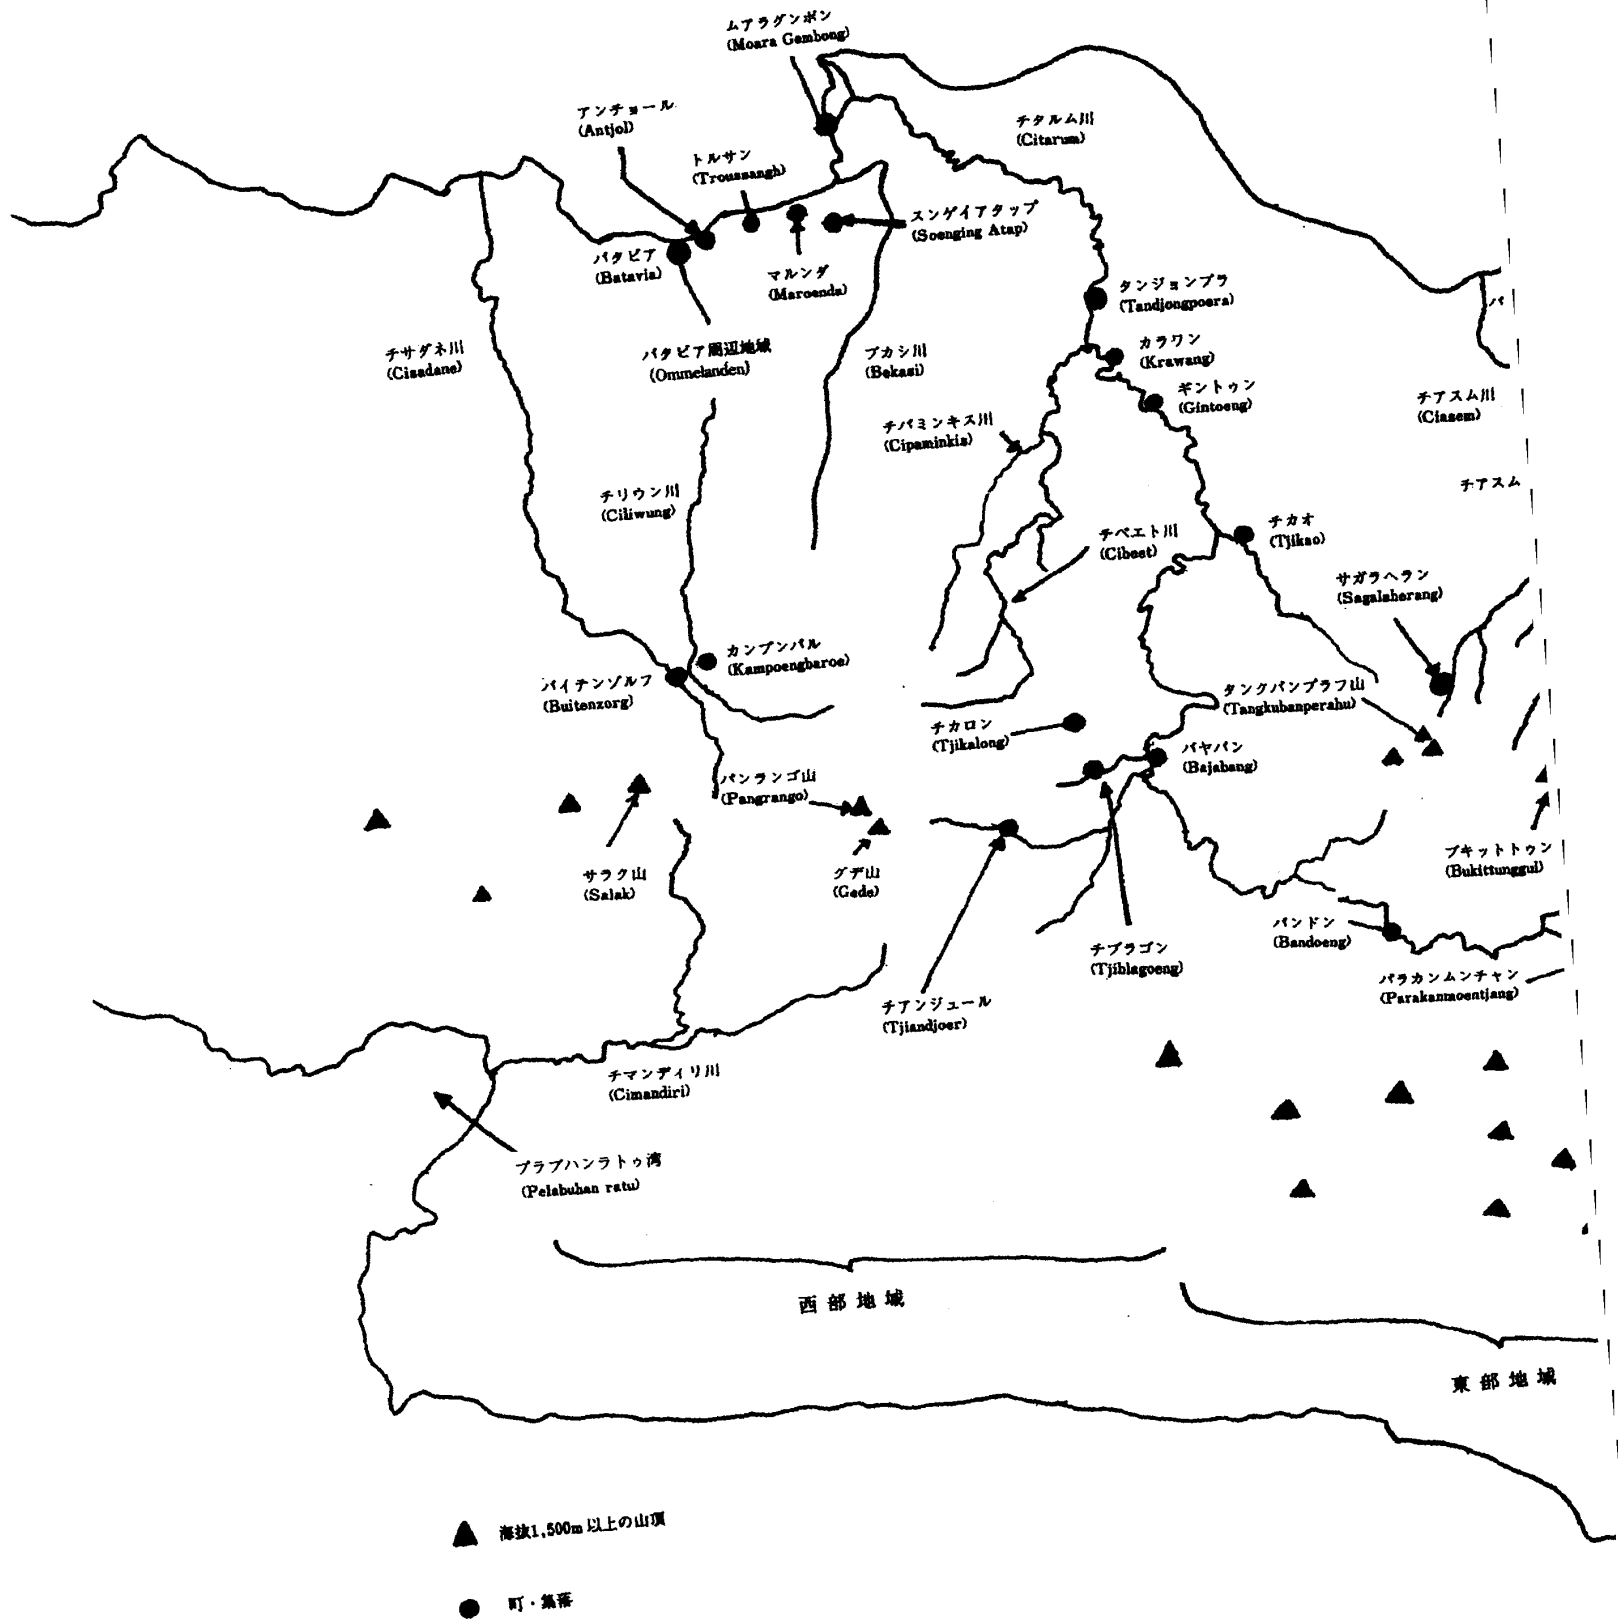 ムアラグンボン
(Moara Gembong)
アンチョール
(Antjol)
チタルム川
(Citarum)
トルサン
(Troussangh)
スンゲイアタップ
(Soenging Atap)
バタビア
(Batavia)
マルンダ
(Maroenda)
タンジョンプラ
(Tandjongpoera)
パ
チサダネ川
(Cisadane)
バタビア周辺地域
(Ommelanden)
ブカシ川
(Bekasi)
カラワン
(Krawang)
ギントゥン
(Gintoeng)
チアスム川
(Ciasem)
チパミンキス川
(Cipaminkis)
チリウン川
(Ciliwung)
チアスム
チベエト川
(Cibeet)
チカオ
(Tjikao)
サガラヘラン
(Sagalaherang)
カンプンバル
(Kampoengbaroe)
バイテンゾルフ
(Buitenzorg)
タンクバンプラフ山
(Tangkubanperahu)
チカロン
(Tjikalong)
バヤバン
(Bajabang)
パンランゴ山
(Pangrango)
サラク山
(Salak)
グデ山
(Gede)
ブキットトゥン
(Bukittunggul)
バンドン
(Bandoeng)
チブラゴン
(Tjiblagoeng)
パラカンムンチャン
(Parakanmoentjang)
チアンジュール
(Tjiandjoer)
チマンディリ川
(Cimandiri)
プラブハンラトゥ湾
(Pelabuhan ratu)
西部地域
東部地域
海抜1,500m以上の山頂
町・集落